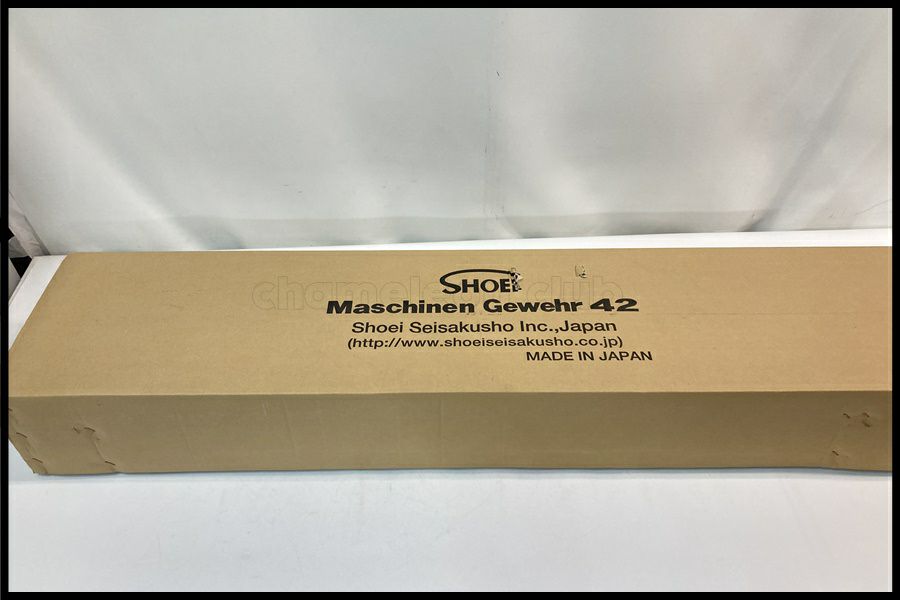 SHOEI
Maschinen Gewehr 42
Shoei Seisakusho Inc.,Japan
(http://www.shoeiseisakusho.co.jp)
MADE IN JAPAN